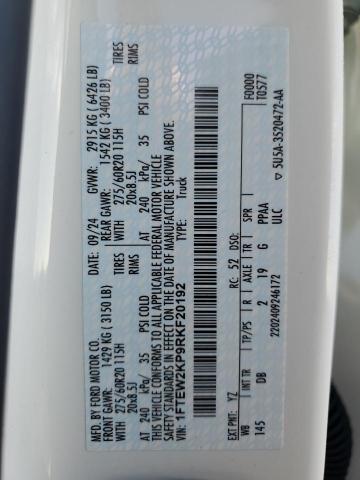 MFD. BY FORD MOTOR CO.
DATE: 09/24 GVWR: 2915 KG ( 6426 LB)
FRONT GAWR: 1429 KG ( 3150 LB) REAR GAWR: 1542 KG ( 3400 LB)
275/60R20 115H TIRES WITH 275/60R20 115H TIRES
20x8.5J RIMS 20x8.5J RIMS
AT 240 kPa/ 35 PSI COLD AT 240 kPa/ 35 PSI COLD
THIS VEHICLE CONFORMS TO ALL APPLICABLE FEDERAL MOTOR VEHICLE
SAFETY STANDARDS IN EFFECT ON THE DATE OF MANUFACTURE SHOWN ABOVE.
VIN: 1FTEW2KP9RKF20192 TYPE: Truck
F0000
T0577
EXT PNT: YZ RC: 52 DSO:
WB TP/PS R AXLE TR SPR
145 DB 2 19 G PPAA
ULC
2202409246172
▽ 5U5A-3520472-AA